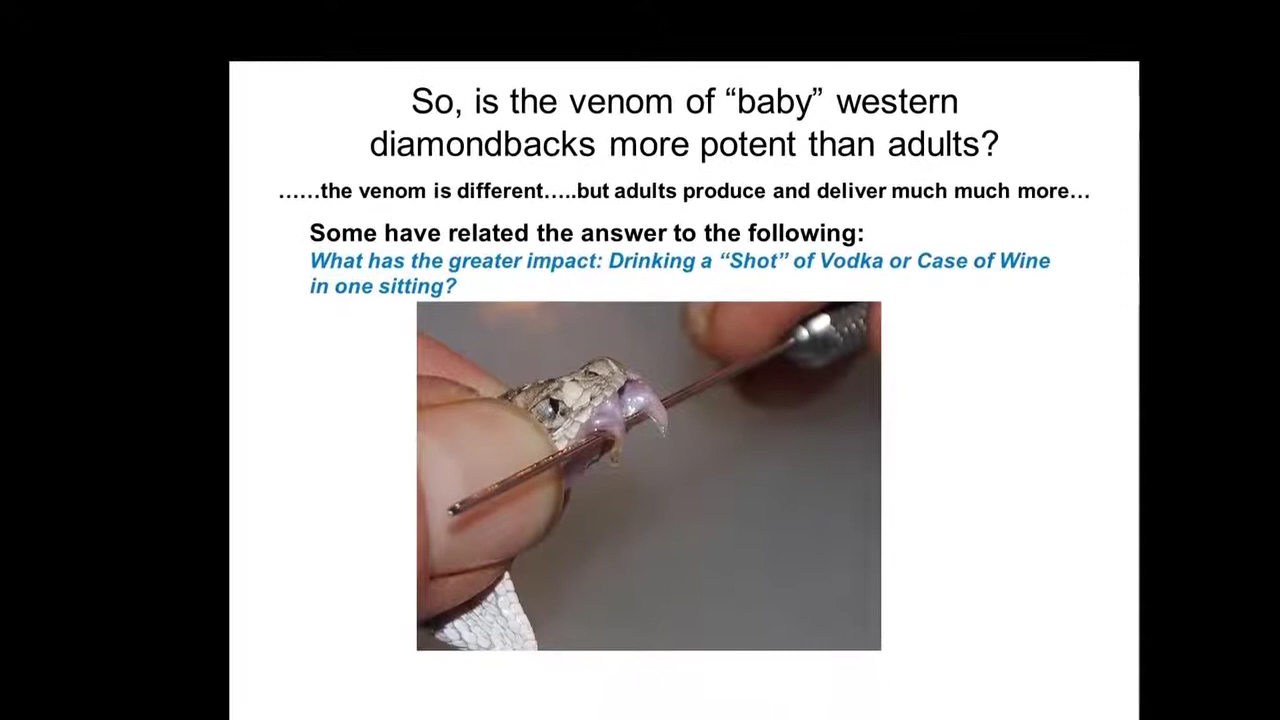 So, is the venom of “baby” western
diamondbacks more potent than adults?
……the venom is different…..but adults produce and deliver much much more…
Some have related the answer to the following:
What has the greater impact: Drinking a “Shot” of Vodka or Case of Wine
in one sitting?